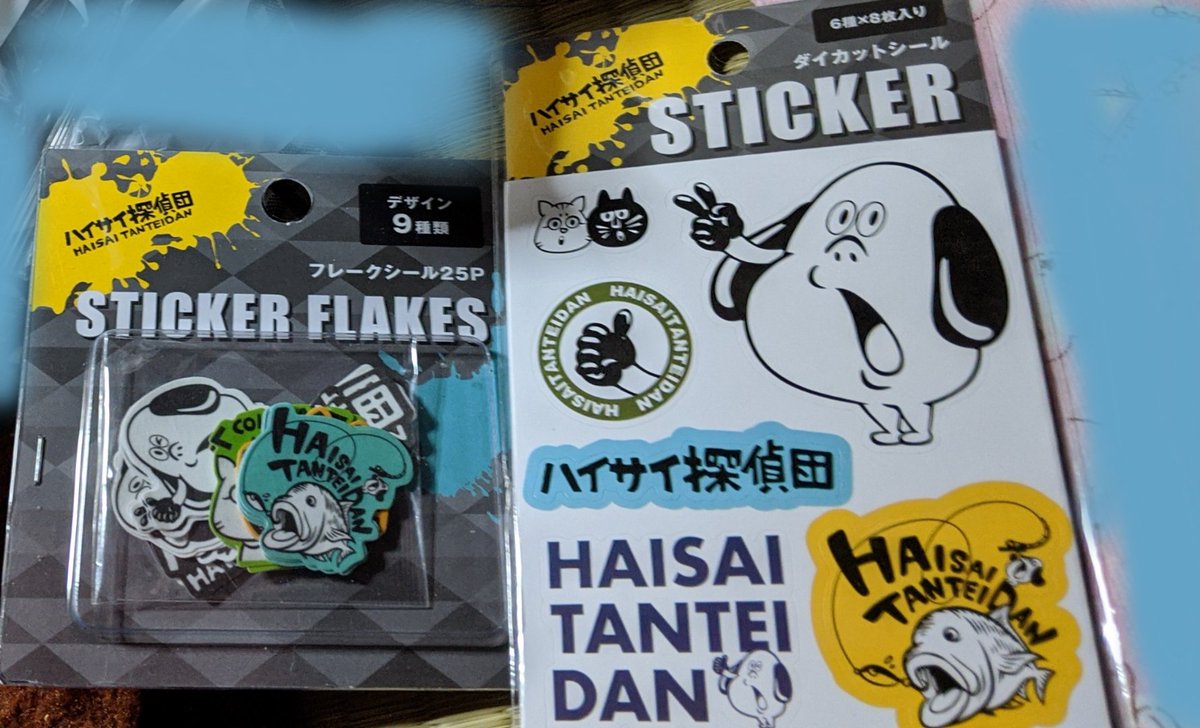 ハイサイ探偵団
HAISAI TANTEIDAN
デザイン
9種類
フレークシール25P
STICKER FLAKES
HAISAI
TANTEIDAN
6種×8枚入り
ハイサイ探偵団
HAISAI TANTEIDAN
ダイカットシール
STICKER
HAISAITANTEIDAN HAISAITANTEIDAN
ハイサイ探偵団
HAISAI
TANTEI
DAN
HAISAI
TANTEIDAN